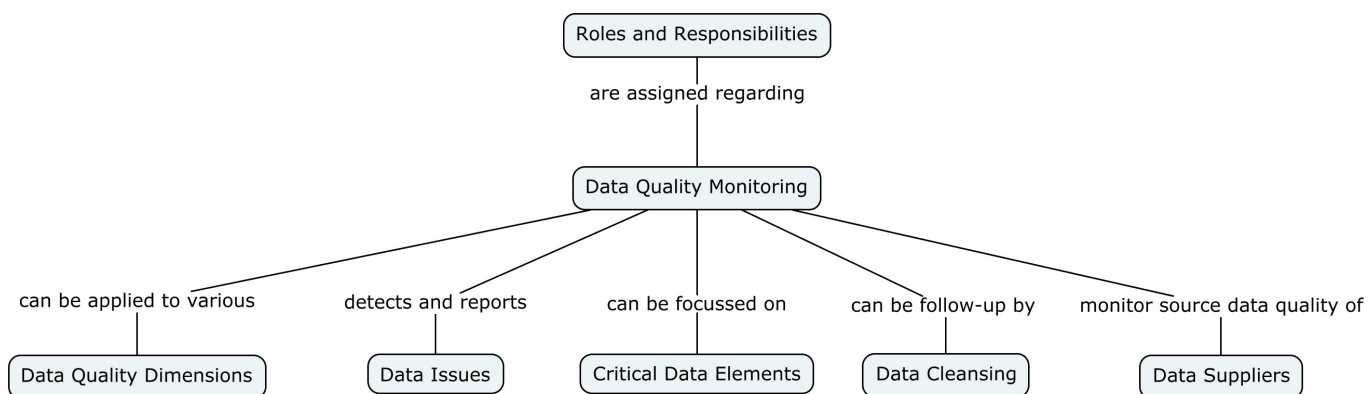 Roles and Responsibilities
are assigned regarding
Data Quality Monitoring
can be applied to various
detects and reports
can be focussed on
can be follow-up by
monitor source data quality of
Data Quality Dimensions
Data Issues
Critical Data Elements
Data Cleansing
Data Suppliers